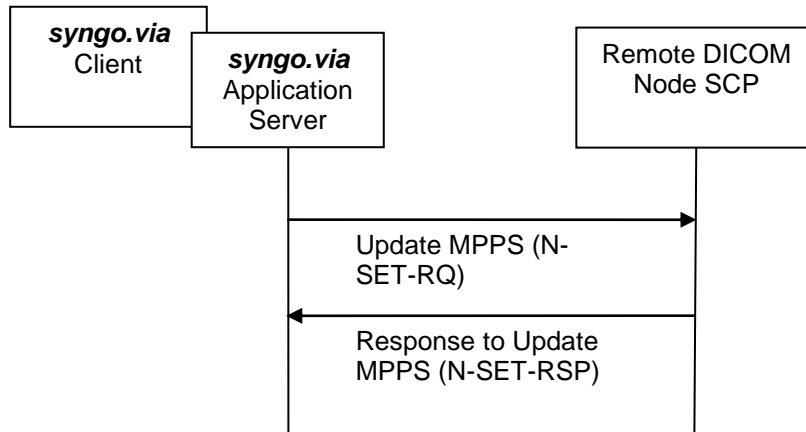 syngo.via
Client
syngo.via
Application
Server
Remote DICOM
Node SCP
Update MPPS (N-
SET-RQ)
Response to Update
MPPS (N-SET-RSP)